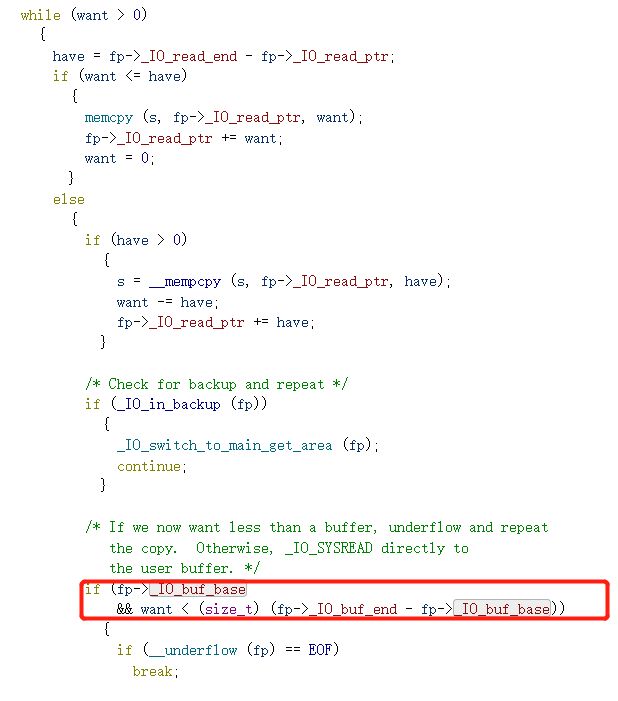 while (want > 0)
{
have = fp->_IO_read_end - fp->_IO_read_ptr;
if (want <= have)
{
memcpy (s, fp->_IO_read_ptr, want);
fp->_IO_read_ptr += want;
want = 0;
}
else
{
if (have > 0)
{
s = __mempcpy (s, fp->_IO_read_ptr, have);
want -= have;
fp->_IO_read_ptr += have;
}
/* Check for backup and repeat */
if (_IO_in_backup (fp))
{
_IO_switch_to_main_get_area (fp);
continue;
}
/* If we now want less than a buffer, underflow and repeat
the copy.  Otherwise, _IO_SYSREAD directly to
the user buffer. */
if (fp->_IO_buf_base
&& want < (size_t) (fp->_IO_buf_end - fp->_IO_buf_base))
{
if (__underflow (fp) == EOF)
break;